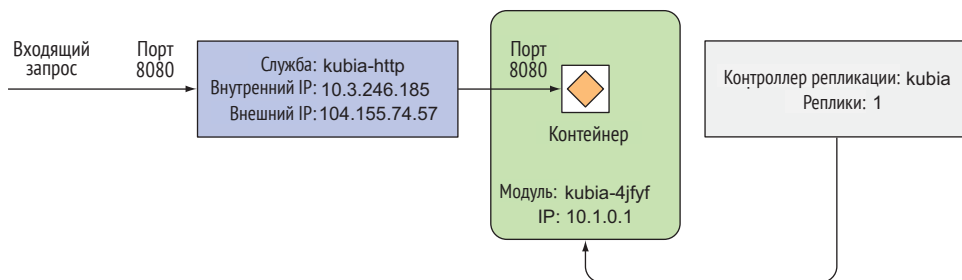 Входящий
запрос
Порт
8080
Служба: kubia-http
Внутренний IP: 10.3.246.185
Внешний IP: 104.155.74.57
Порт
8080
Контейнер
Модуль: kubia-4jfyf
IP: 10.1.0.1
Контроллер репликации: kubia
Реплики: 1